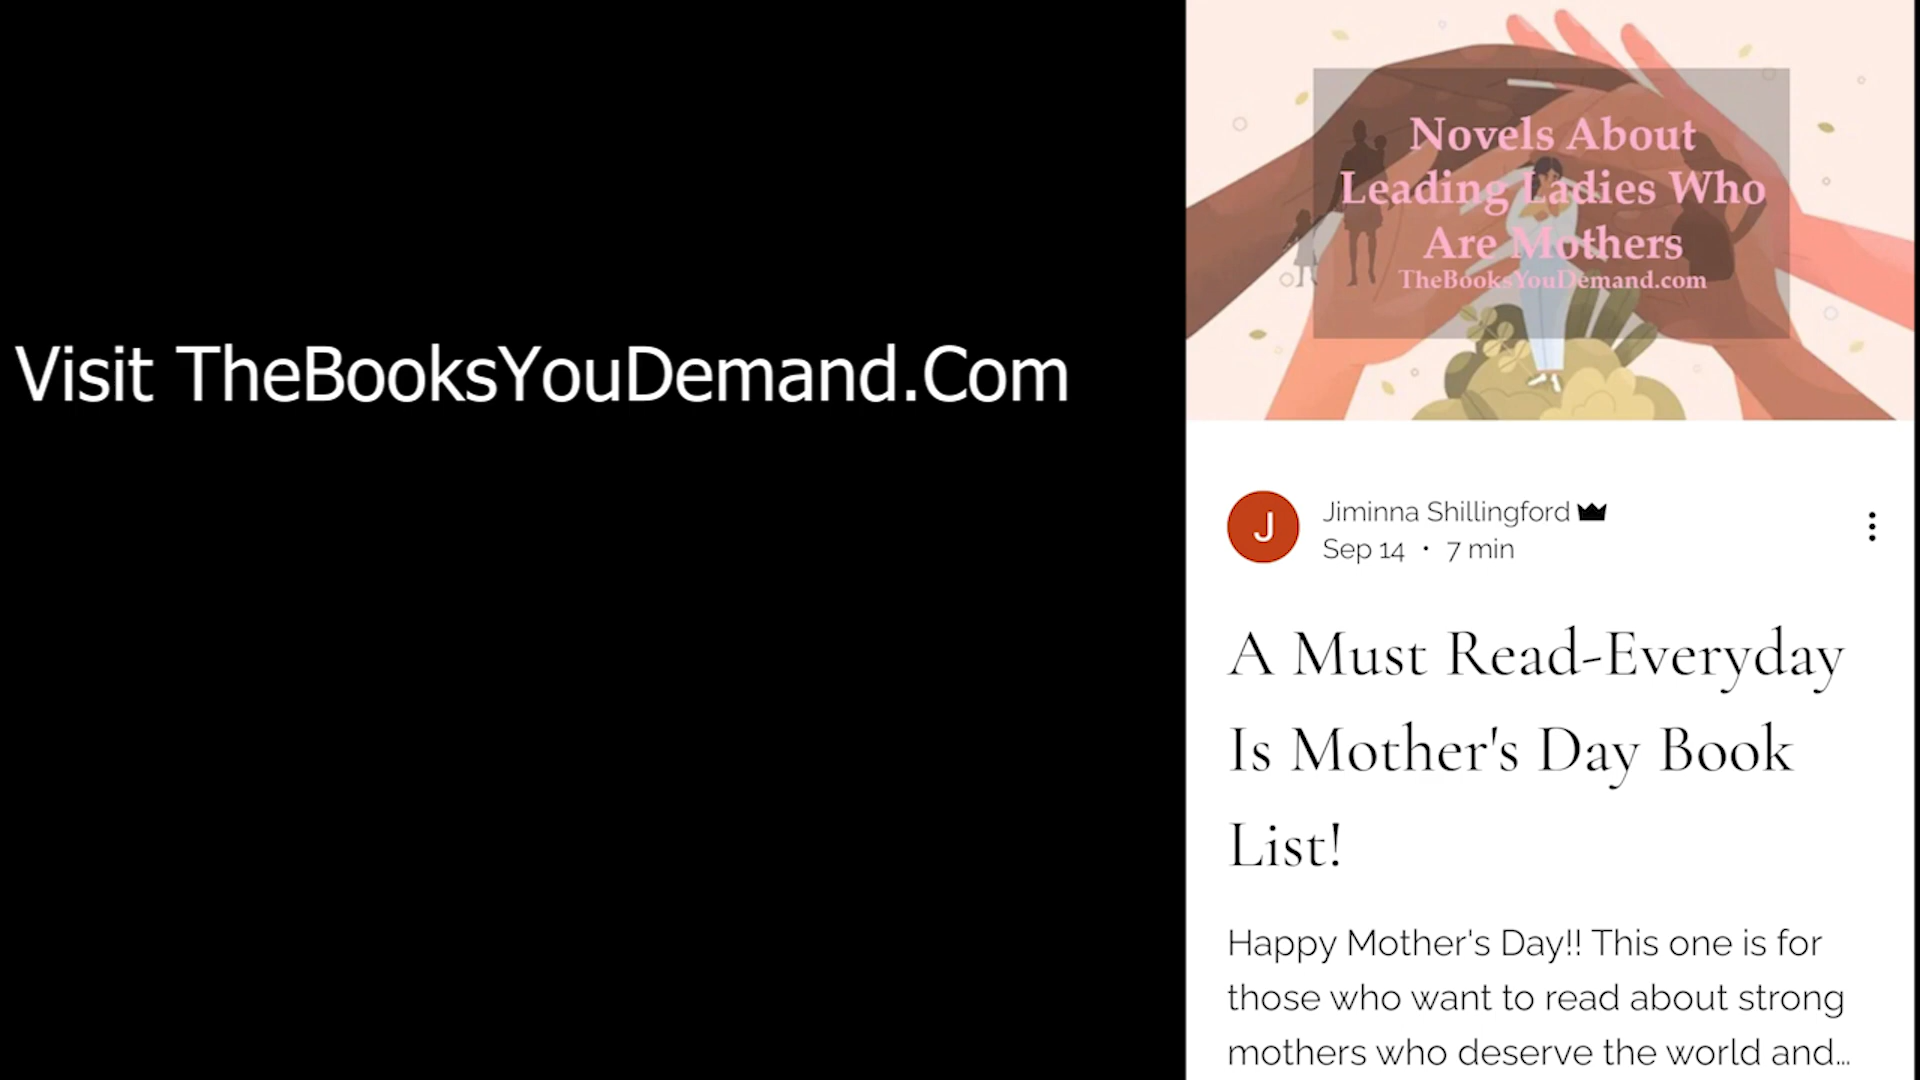 Visit TheBooksYouDemand.Com
Novels About
Leading Ladies Who
Are Mothers
TheBooksYouDemand.com
J
Jiminna Shillingford
Sep 14 · 7 min
A Must Read-Everyday
Is Mother's Day Book
List!
Happy Mother's Day!! This one is for
those who want to read about strong
mothers who deserve the world and...